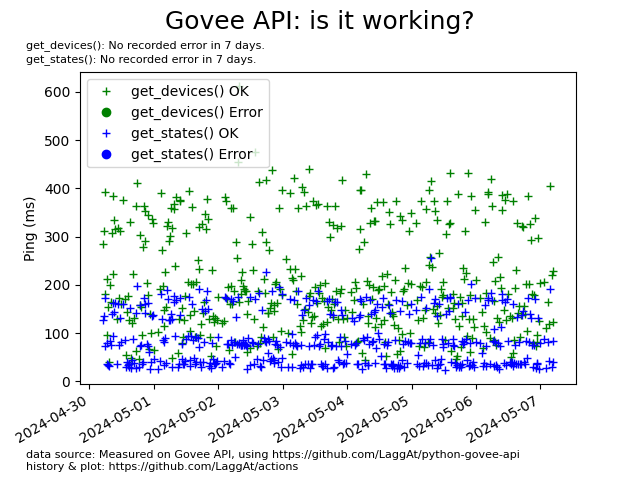 Govee API: is it working?
get_devices(): No recorded error in 7 days.
get_states(): No recorded error in 7 days.
get_devices() OK
get_devices() Error
get_states() OK
get_states() Error
Ping (ms)
600
500
400
300
200
100
0
2024-04-30
2024-05-01
2024-05-02
2024-05-03
2024-05-04
2024-05-05
2024-05-06
2024-05-07
data source: Measured on Govee API, using https://github.com/LaggAt/python-govee-api
history & plot: https://github.com/LaggAt/actions